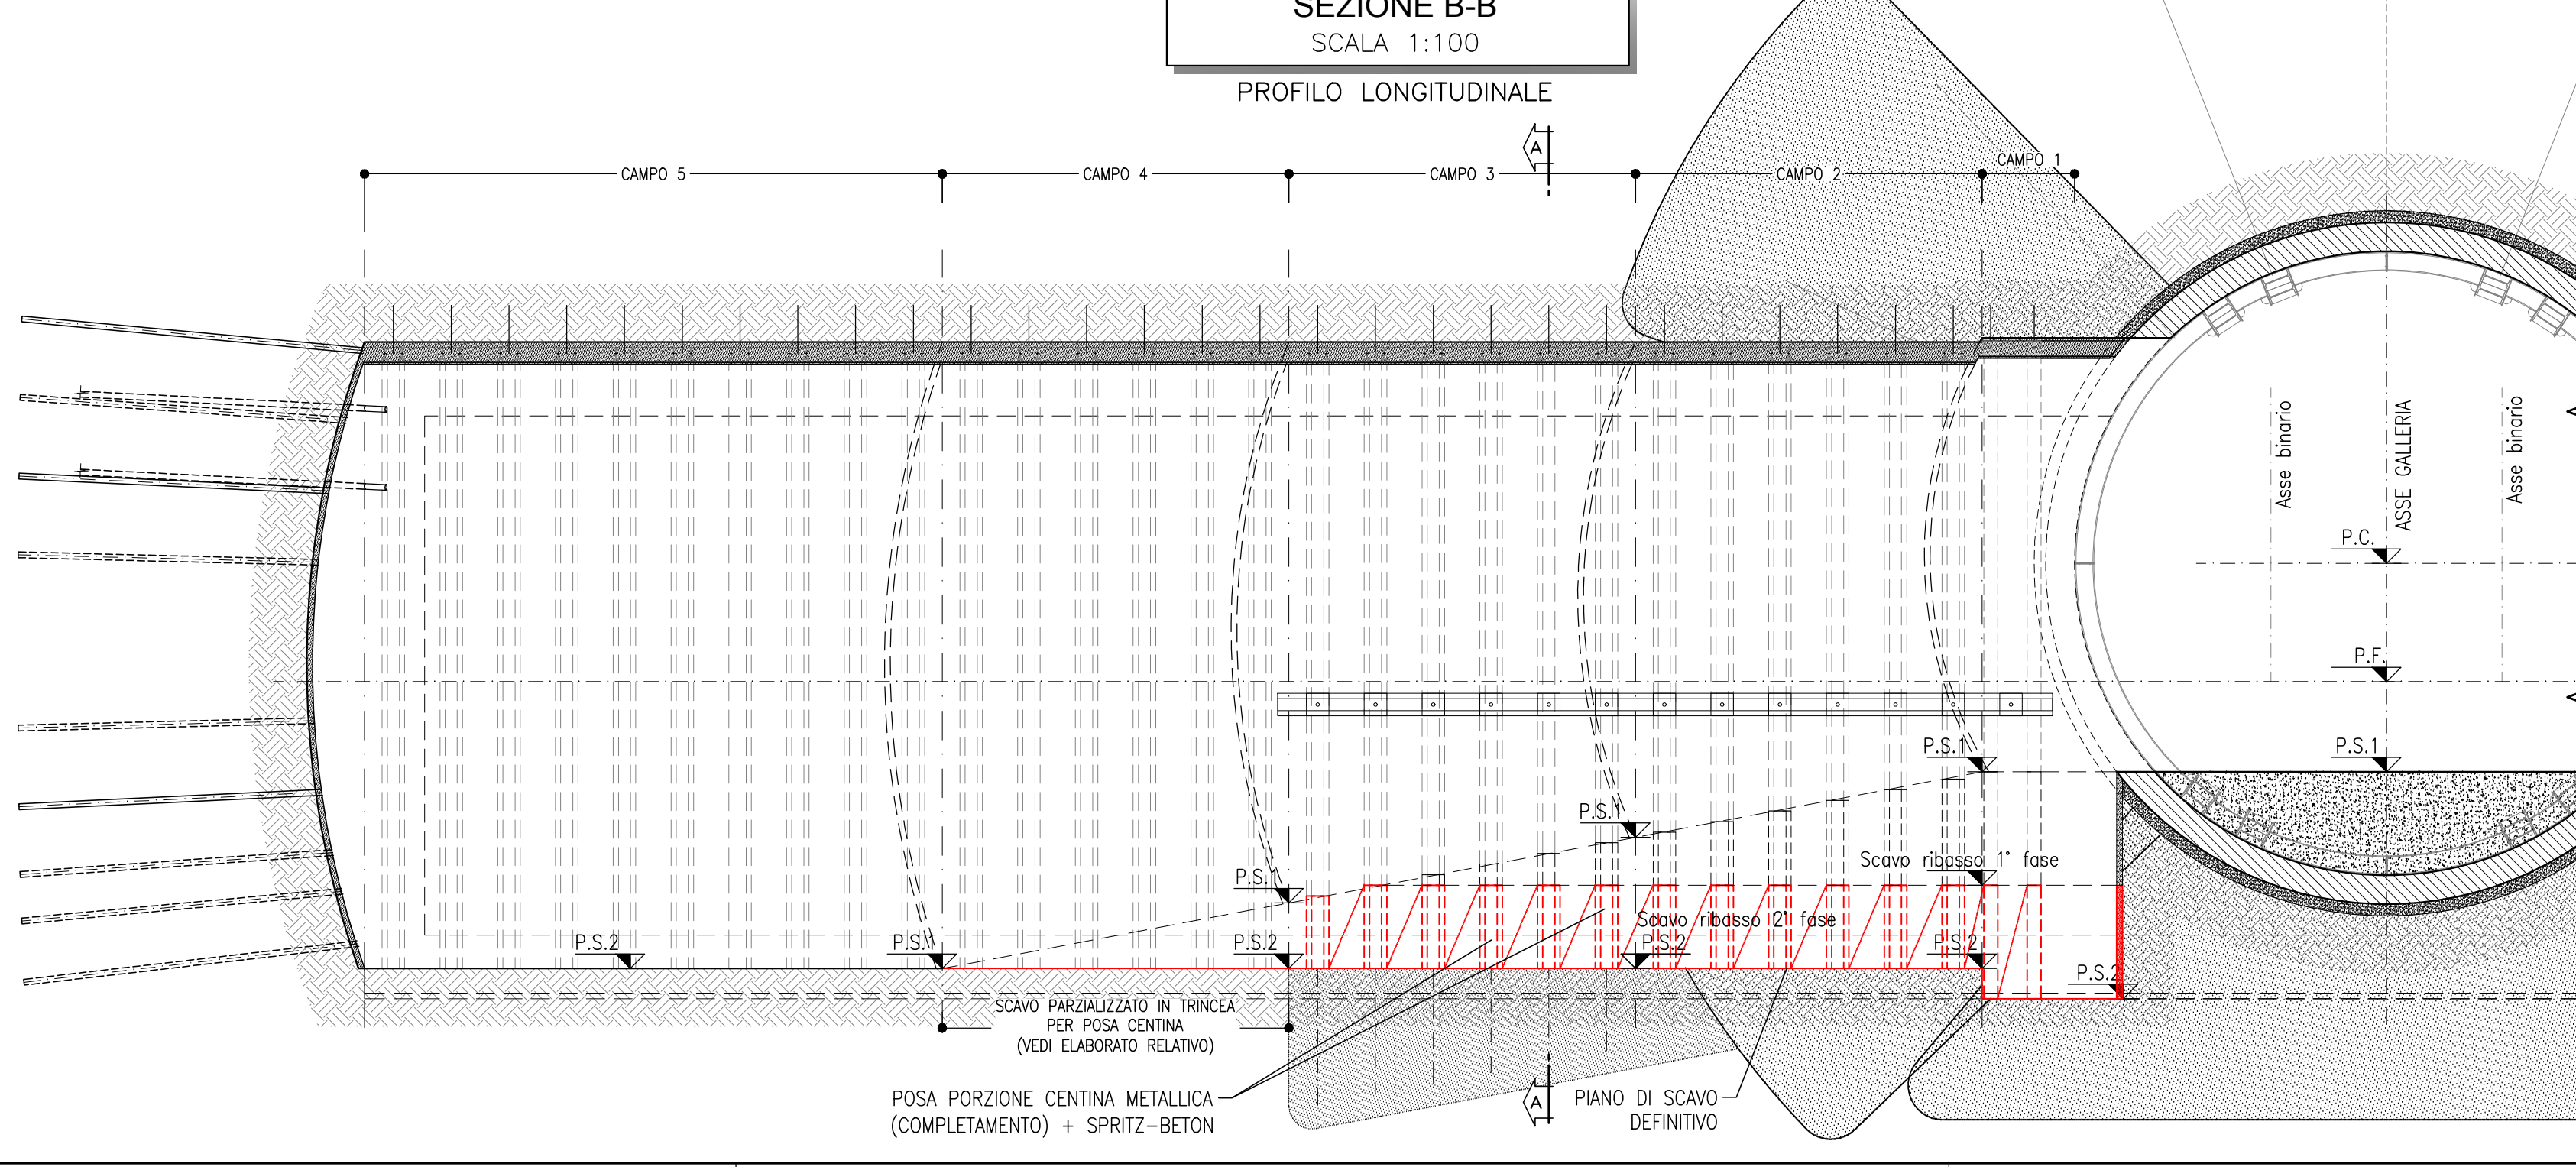 SEZIONE B-B
SCALA 1:100
PROFILO LONGITUDINALE
A
CAMPO 5
CAMPO 4
CAMPO 3
CAMPO 2
CAMPO 1
Asse binario
ASSE GALLERIA
Asse binario
P.C.
P.F.
P.S.1
P.S.1
P.S.1
Scavo ribasso 1° fase
P.S.1
Scavo ribasso 2° fase
P.S.2
P.S.1
P.S.2
P.S.2
P.S.2
P.S.2
SCAVO PARZIALIZZATO IN TRINCEA
PER POSA CENTINA
(VEDI ELABORATO RELATIVO)
POSA PORZIONE CENTINA METALLICA
(COMPLETAMENTO) + SPRITZ-BETON
A
PIANO DI SCAVO
DEFINITIVO